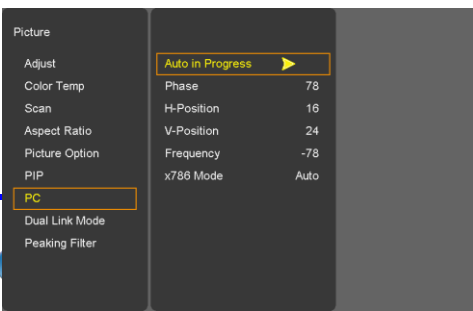 Picture
Adjust
Color Temp
Scan
Aspect Ratio
Picture Option
PIP
PC
Dual Link Mode
Peaking Filter
Auto in Progress
Phase 78
H-Position 16
V-Position 24
Frequency -78
x786 Mode Auto